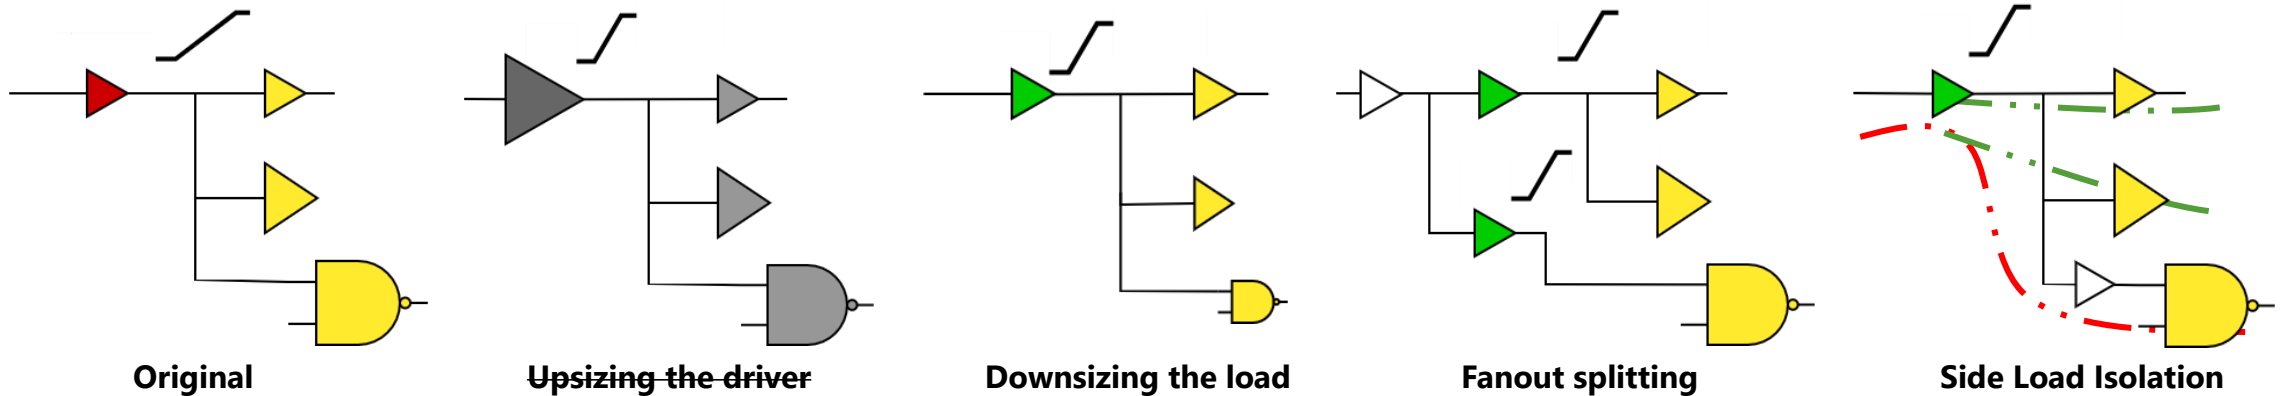 Original
Upsizing the driver
Downsizing the load
Fanout splitting
Side Load Isolation